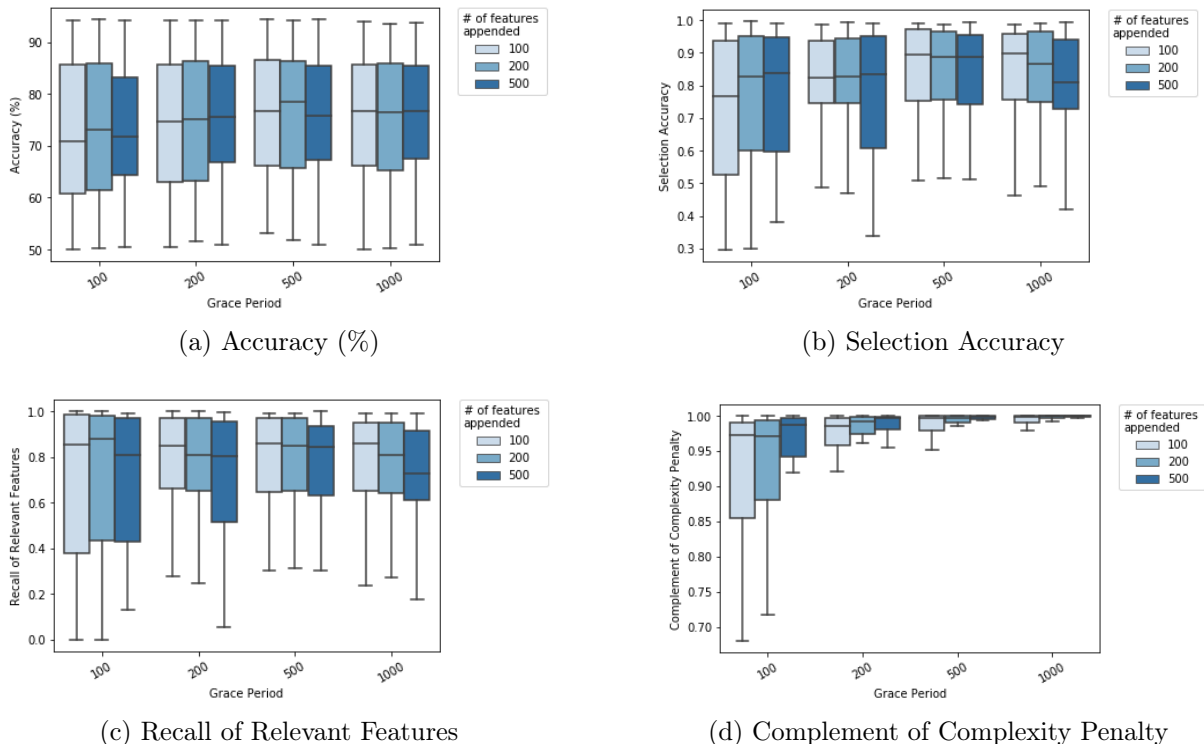 90
80
70
60
50
Accuracy (%)
100
200
500
1000
Grace Period
# of features
appended
100
200
500
(a) Accuracy (%)
1.0
0.9
0.8
0.7
0.6
0.5
0.4
0.3
Selection Accuracy
100
200
500
1000
Grace Period
# of features
appended
100
200
500
(b) Selection Accuracy
1.0
0.8
0.6
0.4
0.2
0.0
Recall of Relevant Features
100
200
500
1000
Grace Period
# of features
appended
100
200
500
(c) Recall of Relevant Features
1.00
0.95
0.90
0.85
0.80
0.75
0.70
Complement of Complexity Penalty
100
200
500
1000
Grace Period
# of features
appended
100
200
500
(d) Complement of Complexity Penalty